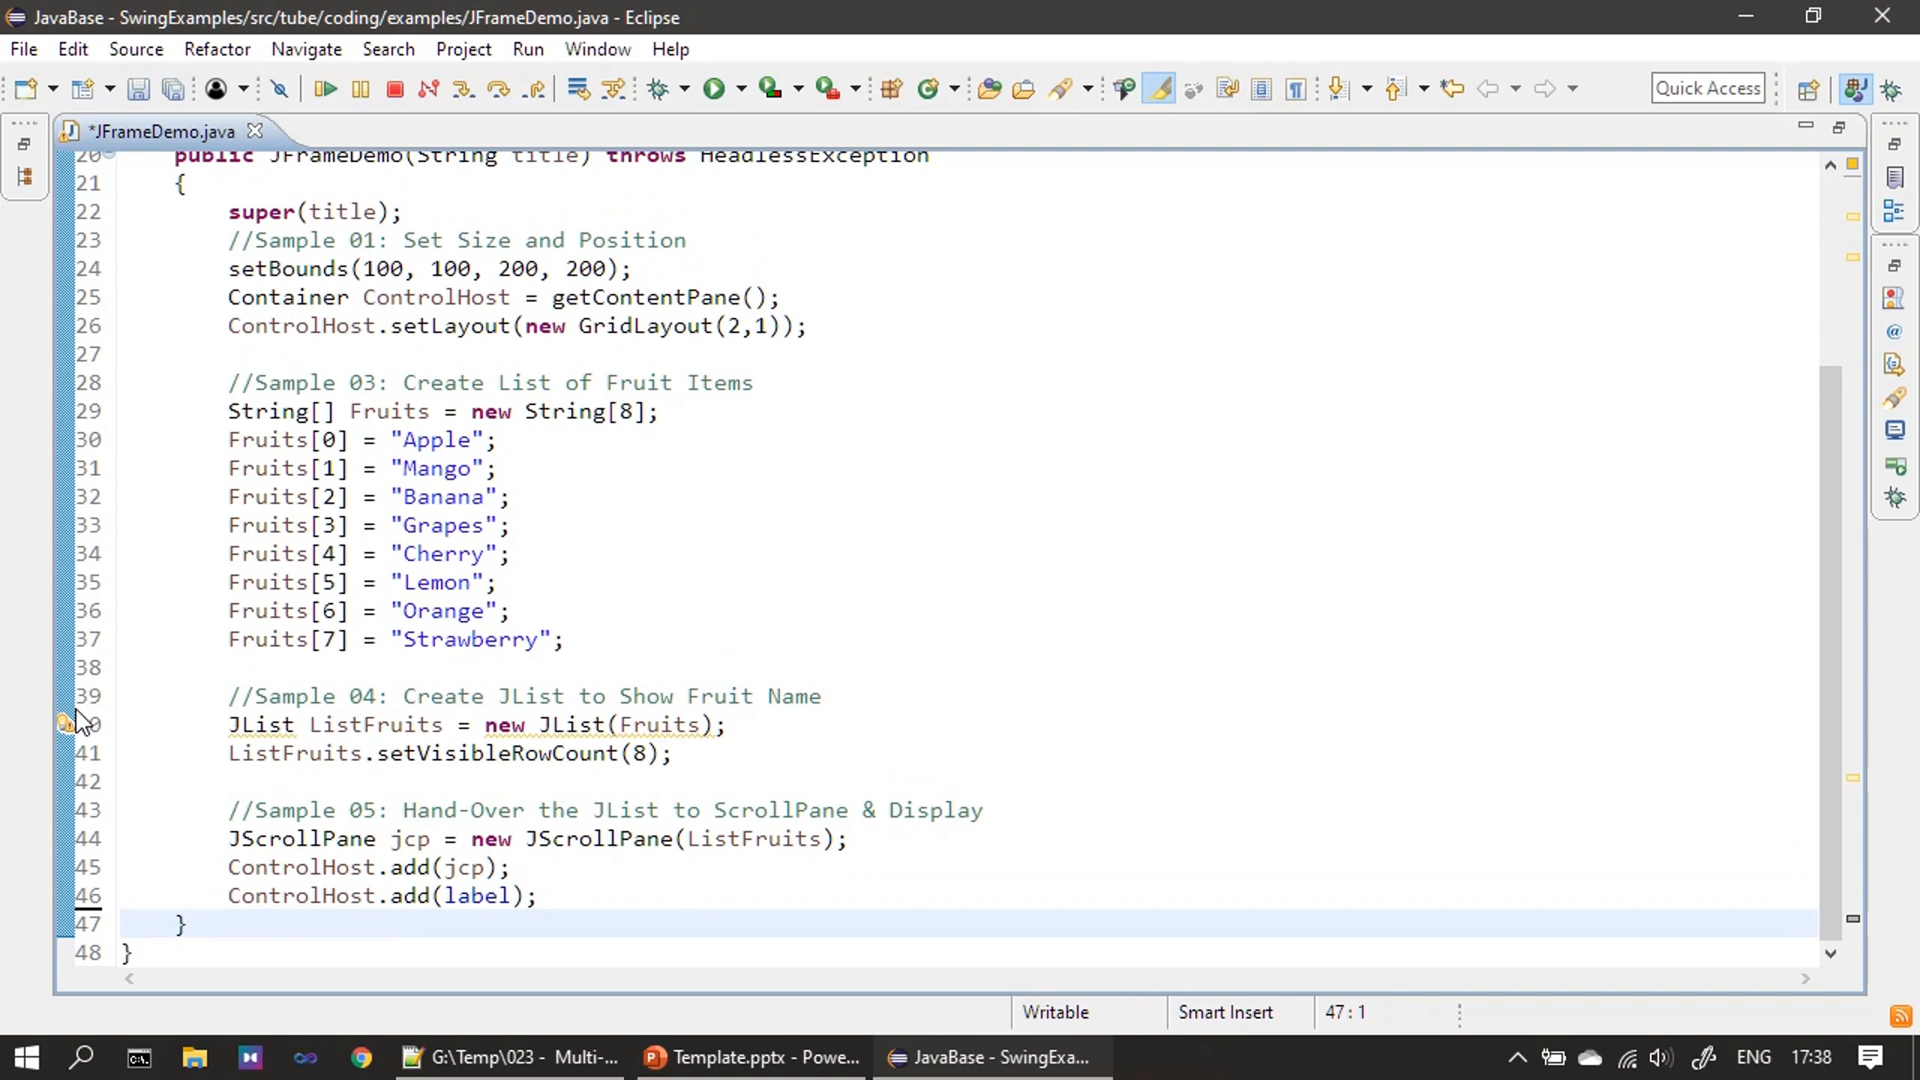 JavaBase - SwingExamples/src/tube/coding/examples/JFrameDemo.java - Eclipse
File Edit Source Refactor Navigate Search Project Run Window Help
Quick Access
*JFrameDemo.java
20 public JFrameDemo(String title) throws HeadlessException
21 {
22 super(title);
23 //Sample 01: Set Size and Position
24 setBounds(100, 100, 200, 200);
25 Container ControlHost = getContentPane();
26 ControlHost.setLayout(new GridLayout(2,1));
27
28 //Sample 03: Create List of Fruit Items
29 String[] Fruits = new String[8];
30 Fruits[0] = "Apple";
31 Fruits[1] = "Mango";
32 Fruits[2] = "Banana";
33 Fruits[3] = "Grapes";
34 Fruits[4] = "Cherry";
35 Fruits[5] = "Lemon";
36 Fruits[6] = "Orange";
37 Fruits[7] = "Strawberry";
38
39 //Sample 04: Create JList to Show Fruit Name
JList ListFruits = new JList(Fruits);
41 ListFruits.setVisibleRowCount(8);
42
43 //Sample 05: Hand-Over the JList to ScrollPane & Display
44 JScrollPane jcp = new JScrollPane(ListFruits);
45 ControlHost.add(jcp);
46 ControlHost.add(label);
47 }
48 }
Writable Smart Insert 47 : 1
G:\Temp\023 - Multi-... Template.pptx - Powe... JavaBase - SwingExa... ENG 17:38